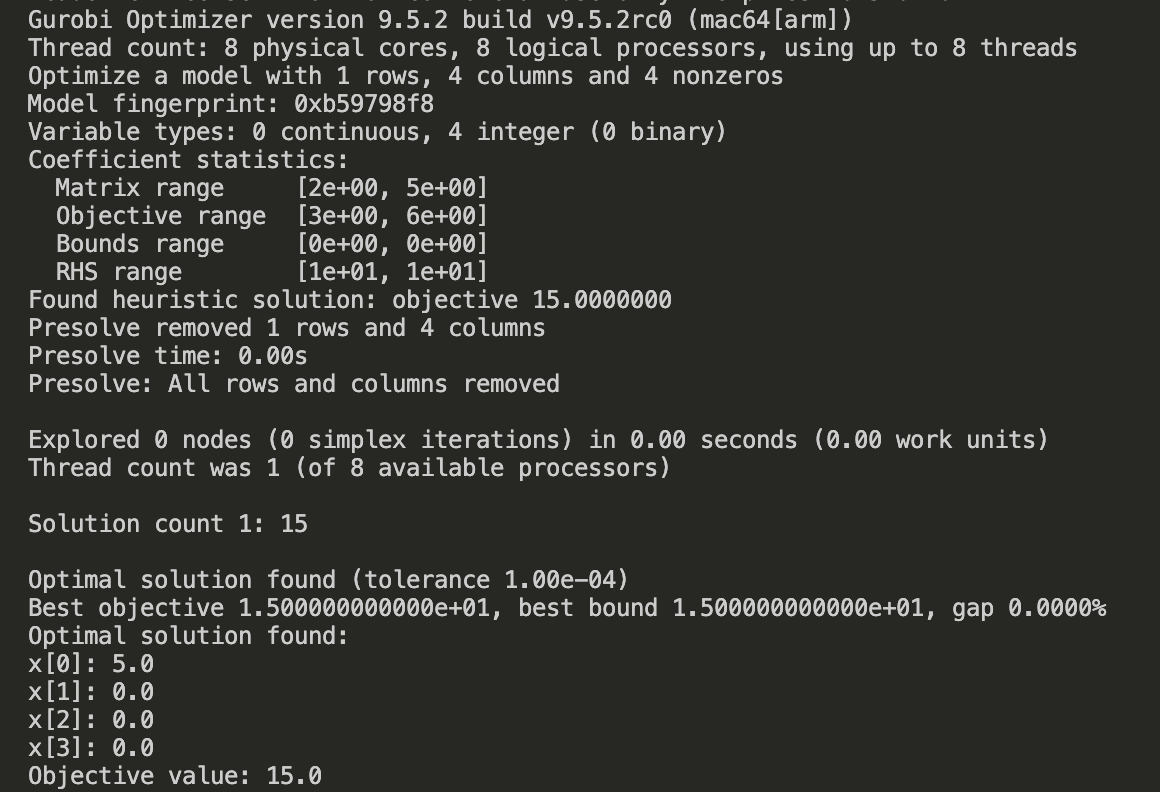 Gurobi Optimizer version 9.5.2 build v9.5.2rc0 (mac64[arm])
Thread count: 8 physical cores, 8 logical processors, using up to 8 threads
Optimize a model with 1 rows, 4 columns and 4 nonzeros
Model fingerprint: 0xb59798f8
Variable types: 0 continuous, 4 integer (0 binary)
Coefficient statistics:
  Matrix range     [2e+00, 5e+00]
  Objective range  [3e+00, 6e+00]
  Bounds range     [0e+00, 0e+00]
  RHS range        [1e+01, 1e+01]
Found heuristic solution: objective 15.0000000
Presolve removed 1 rows and 4 columns
Presolve time: 0.00s
Presolve: All rows and columns removed

Explored 0 nodes (0 simplex iterations) in 0.00 seconds (0.00 work units)
Thread count was 1 (of 8 available processors)

Solution count 1: 15

Optimal solution found (tolerance 1.00e-04)
Best objective 1.500000000000e+01, best bound 1.500000000000e+01, gap 0.0000%
Optimal solution found:
x[0]: 5.0
x[1]: 0.0
x[2]: 0.0
x[3]: 0.0
Objective value: 15.0